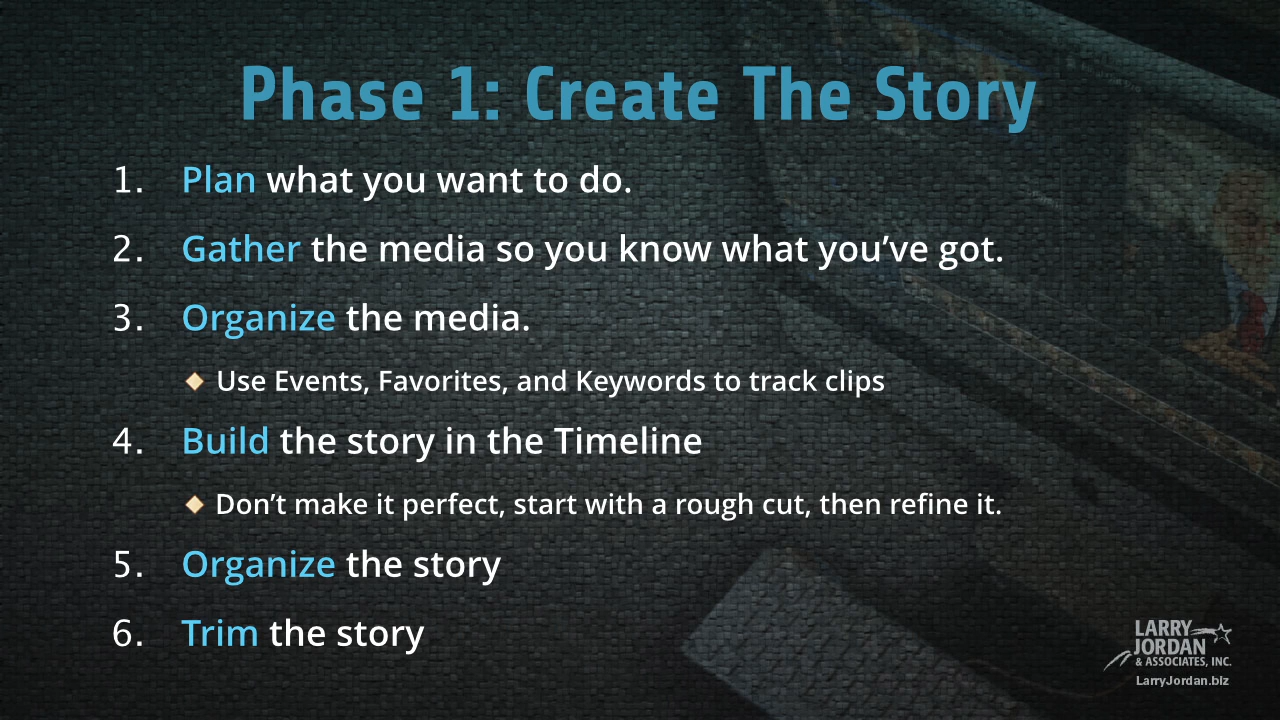 Phase 1: Create The Story
1. Plan what you want to do.
2. Gather the media so you know what you’ve got.
3. Organize the media.
Use Events, Favorites, and Keywords to track clips
4. Build the story in the Timeline
Don’t make it perfect, start with a rough cut, then refine it.
5. Organize the story
6. Trim the story
LARRY
JORDAN
& ASSOCIATES, INC.
LarryJordan.biz